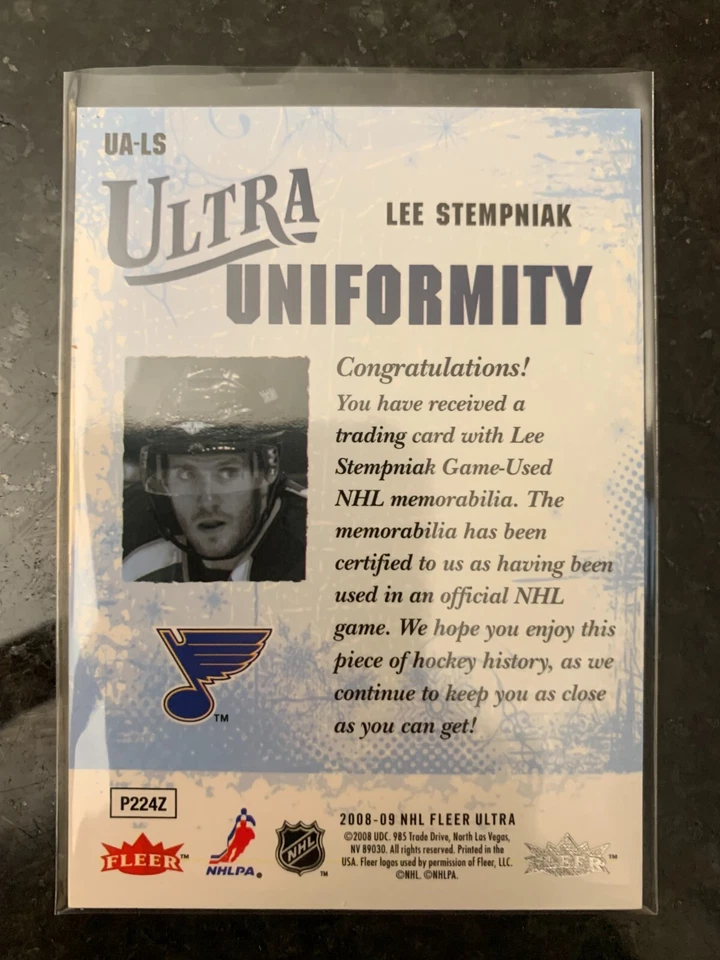 UA-LS
ULTRA
LEE STEMPNIAK
UNIFORMITY
Congratulations!
You have received a
trading card with Lee
Stempniak Game-Used
NHL memorabilia. The
memorabilia has been
certified to us as having been
used in an official NHL
game. We hope you enjoy this
piece of hockey history, as we
continue to keep you as close
as you can get!
TM
P224Z
FLEER™
NHLPA®
NHL™
2008-09 NHL FLEER ULTRA
©2008 UDC. 985 Trade Drive, North Las Vegas,
NV 89030. All rights reserved. Printed in the
USA. Fleer logos used by permission of Fleer, LLC.
©NHL. ©NHLPA.
FLEER™